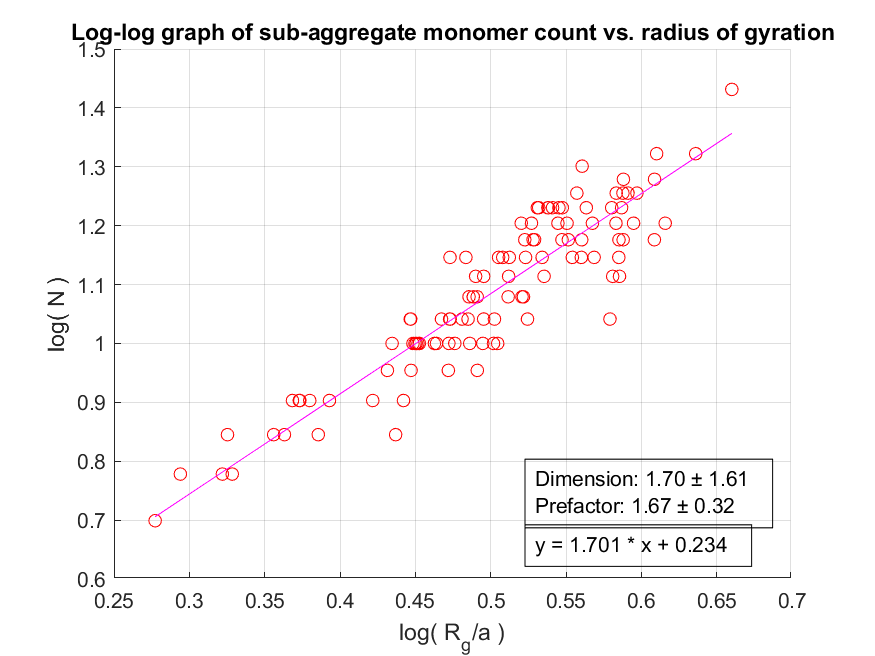 Log-log graph of sub-aggregate monomer count vs. radius of gyration
1.5
1.4
1.3
1.2
1.1
1
0.9
0.8
0.7
0.6
log( N )
Dimension: 1.70 ± 1.61
Prefactor: 1.67 ± 0.32
y = 1.701 * x + 0.234
0.25 0.3 0.35 0.4 0.45 0.5 0.55 0.6 0.65 0.7
log( R_g/a )